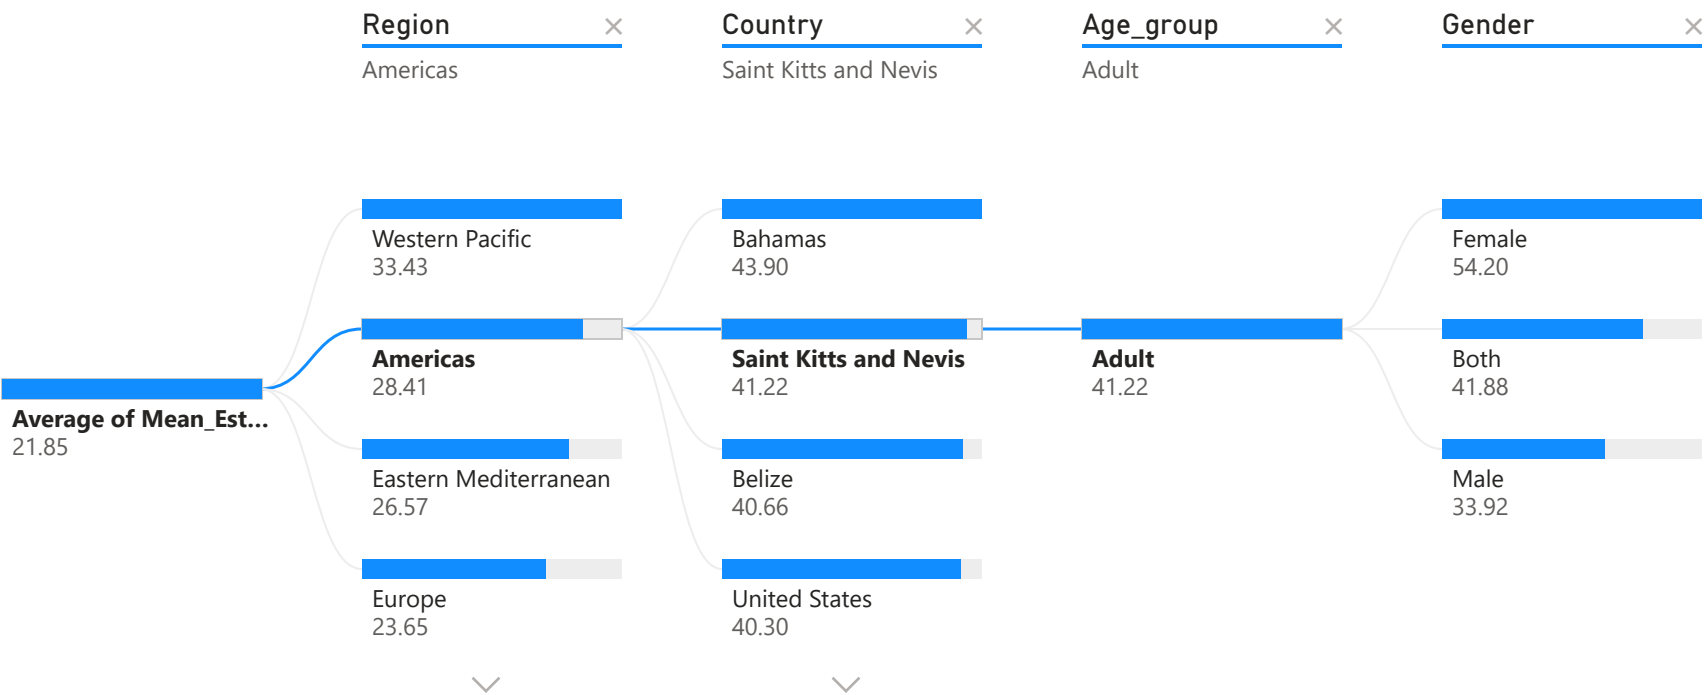 Region
Country
Age_group
Gender
Americas
Saint Kitts and Nevis
Adult
Western Pacific
33.43
Bahamas
43.90
Female
54.20
Americas
28.41
Saint Kitts and Nevis
41.22
Adult
41.22
Both
41.88
Average of Mean_Est...
21.85
Eastern Mediterranean
26.57
Belize
40.66
Male
33.92
Europe
23.65
United States
40.30